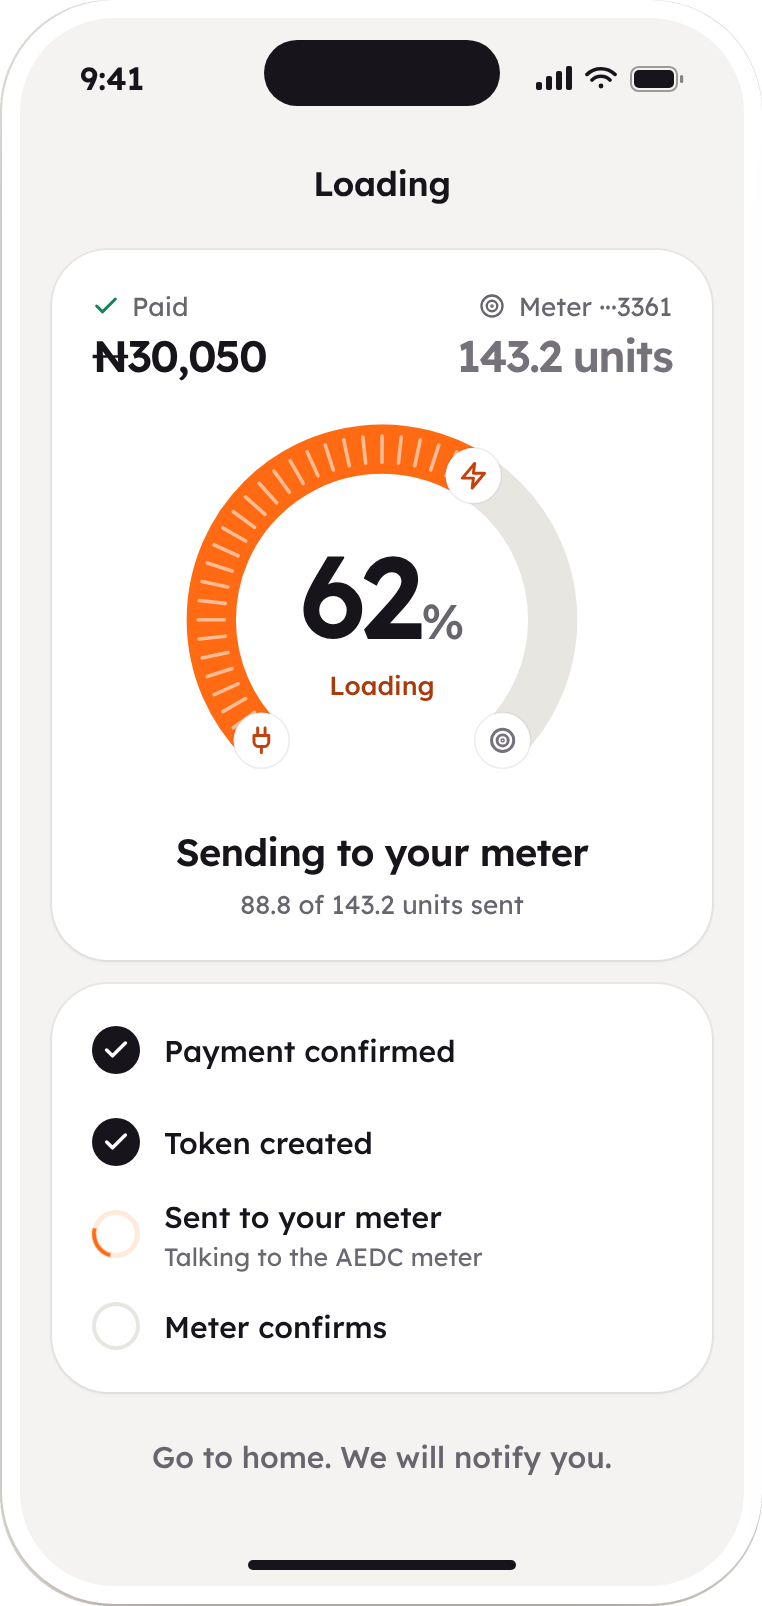 9:41
Loading
Paid
Meter ···3361
₦30,050
143.2 units
62%
Loading
Sending to your meter
88.8 of 143.2 units sent
Payment confirmed
Token created
Sent to your meter
Talking to the AEDC meter
Meter confirms
Go to home. We will notify you.